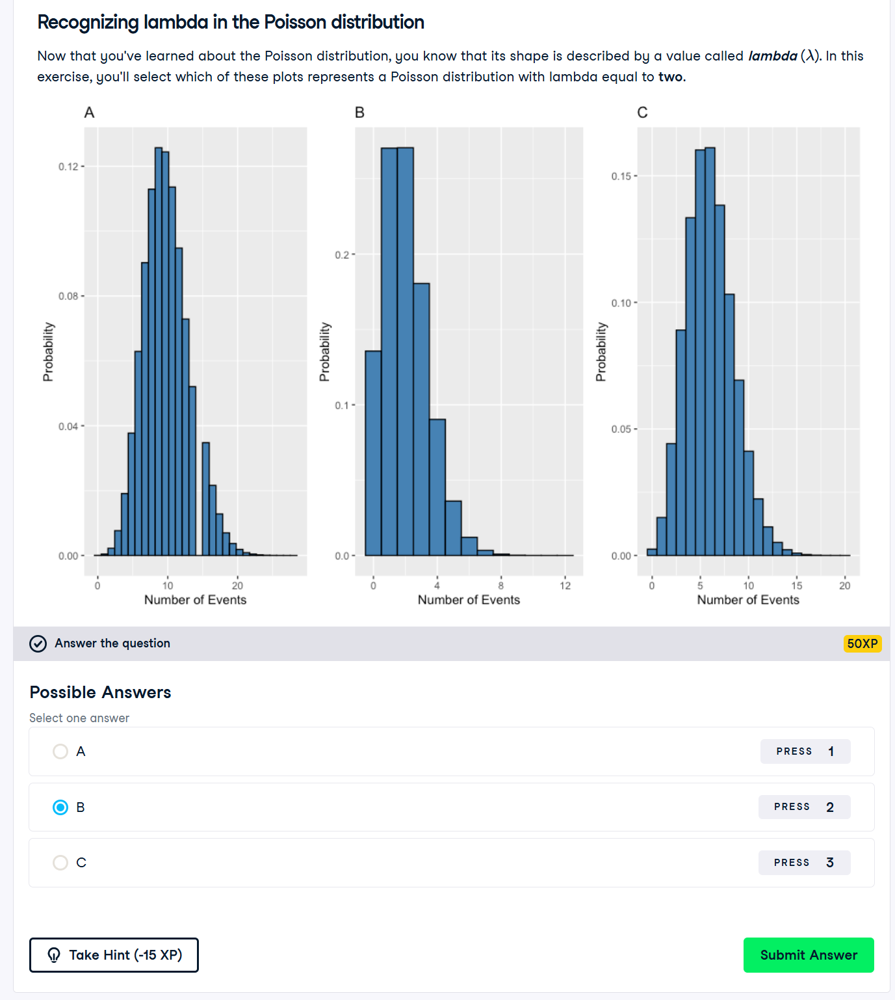 Recognizing lambda in the Poisson distribution
Now that you've learned about the Poisson distribution, you know that its shape is described by a value called lambda (λ). In this
exercise, you'll select which of these plots represents a Poisson distribution with lambda equal to two.
A
0.12
0.08
0.04
0.00
Probability
0 10 20
Number of Events
B
0.2
0.1
0.0
Probability
0 4 8 12
Number of Events
C
0.15
0.10
0.05
0.00
Probability
0 5 10 15 20
Number of Events
Answer the question 50XP
Possible Answers
Select one answer
A PRESS 1
B PRESS 2
C PRESS 3
Take Hint (-15 XP) Submit Answer